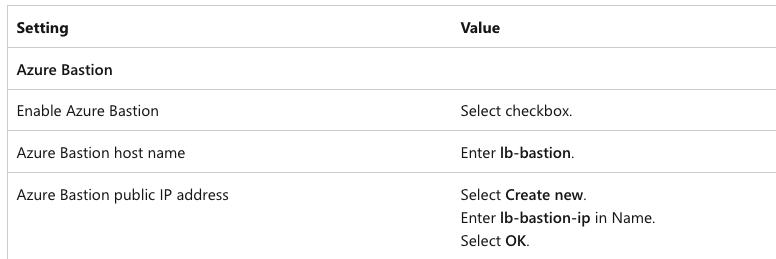 Setting Value
Azure Bastion
Enable Azure Bastion Select checkbox.
Azure Bastion host name Enter lb-bastion.
Azure Bastion public IP address Select Create new.
Enter lb-bastion-ip in Name.
Select OK.